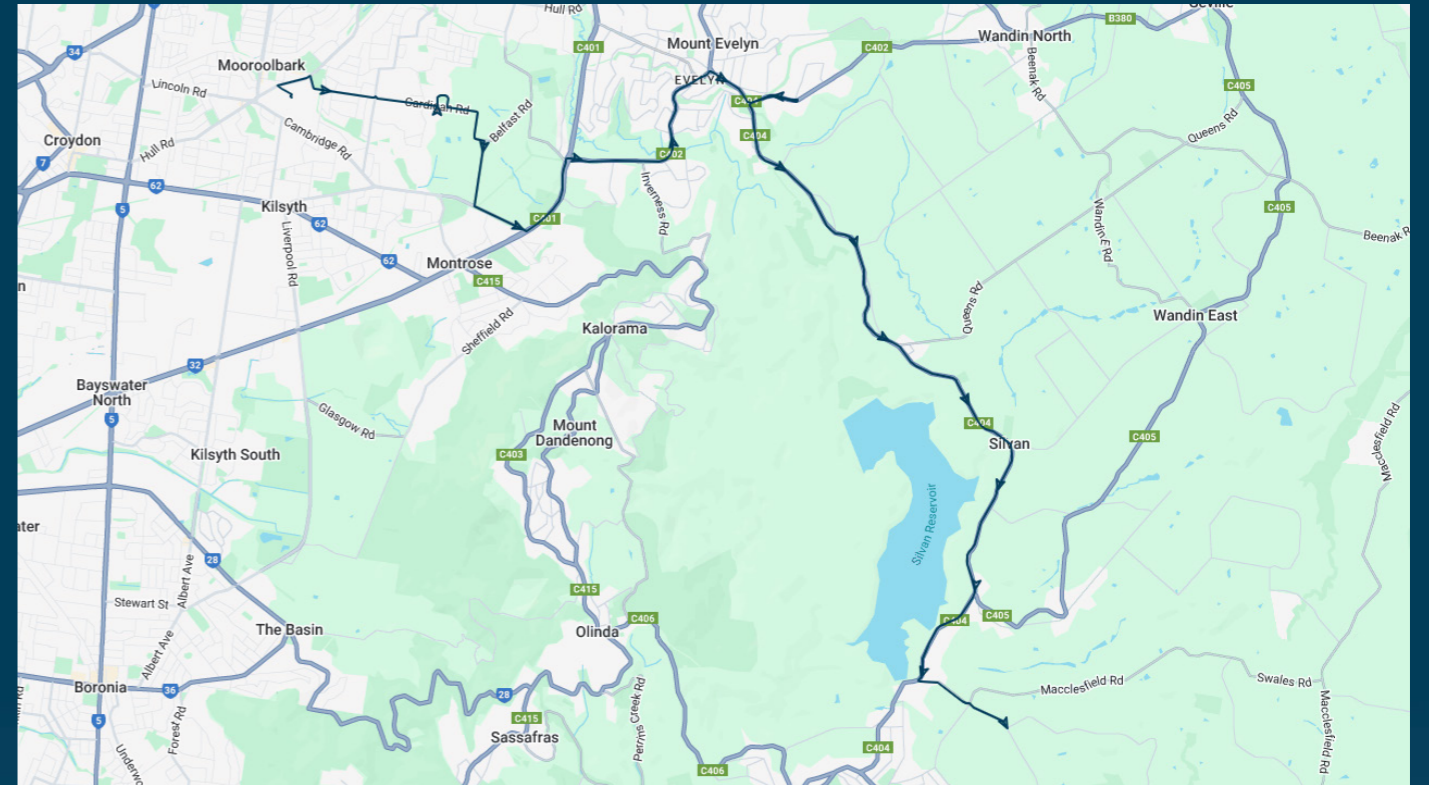 Hull Rd
Seville
B380
34
C401
Mount Evelyn
C402
Wandin North
Mooroolbark
EVELYN
Beenak Rd
C405
Lincoln Rd
Cardigan Rd
Belfast Rd
C404
C404
Queens Rd
Croydon
Hull Rd
Cambridge Rd
C402
7
62
Inverness Rd
5
Kilsyth
C401
62
Wandin E Rd
C405
Liverpool Rd
Beenak R
62
Montrose
C415
n
Queens Rd
Kalorama
Sheffield Rd
Wandin East
32
Bayswater
North
5
Glasgow Rd
Mount
Dandenong
C404
Macclesfield Rd
C405
Kilsyth South
C403
Silvan
Silvan Reservoir
ater
28
Albert Ave
C415
Stewart St
C406
C404
C405
The Basin
Olinda
Albert Ave
Boronia
36
28
Macclesfield Rd
Swales Rd
5
Forest Rd
C415
Sassafras
Perrins Creek Rd
Macclesfield Rd
C404
Underwo
C406